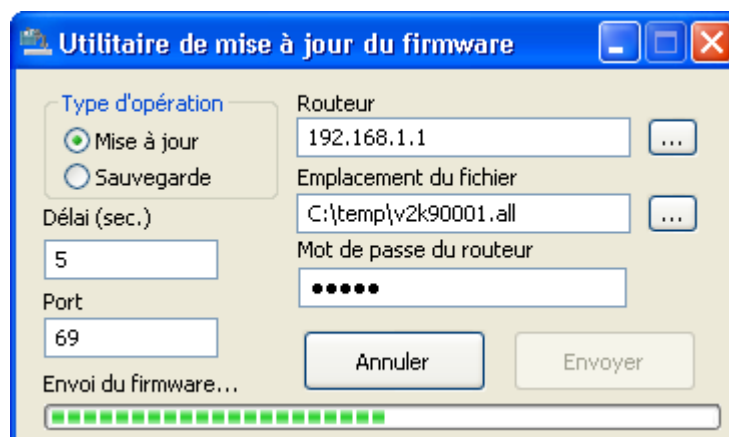 Utilitaire de mise à jour du firmware
Type d'opération
Mise à jour
Sauvegarde
Délai (sec.)
5
Port
69
Routeur
192.168.1.1
...
Emplacement du fichier
C:\temp\v2k90001.all
...
Mot de passe du routeur
●●●●●
Annuler
Envoyer
Envoi du firmware...